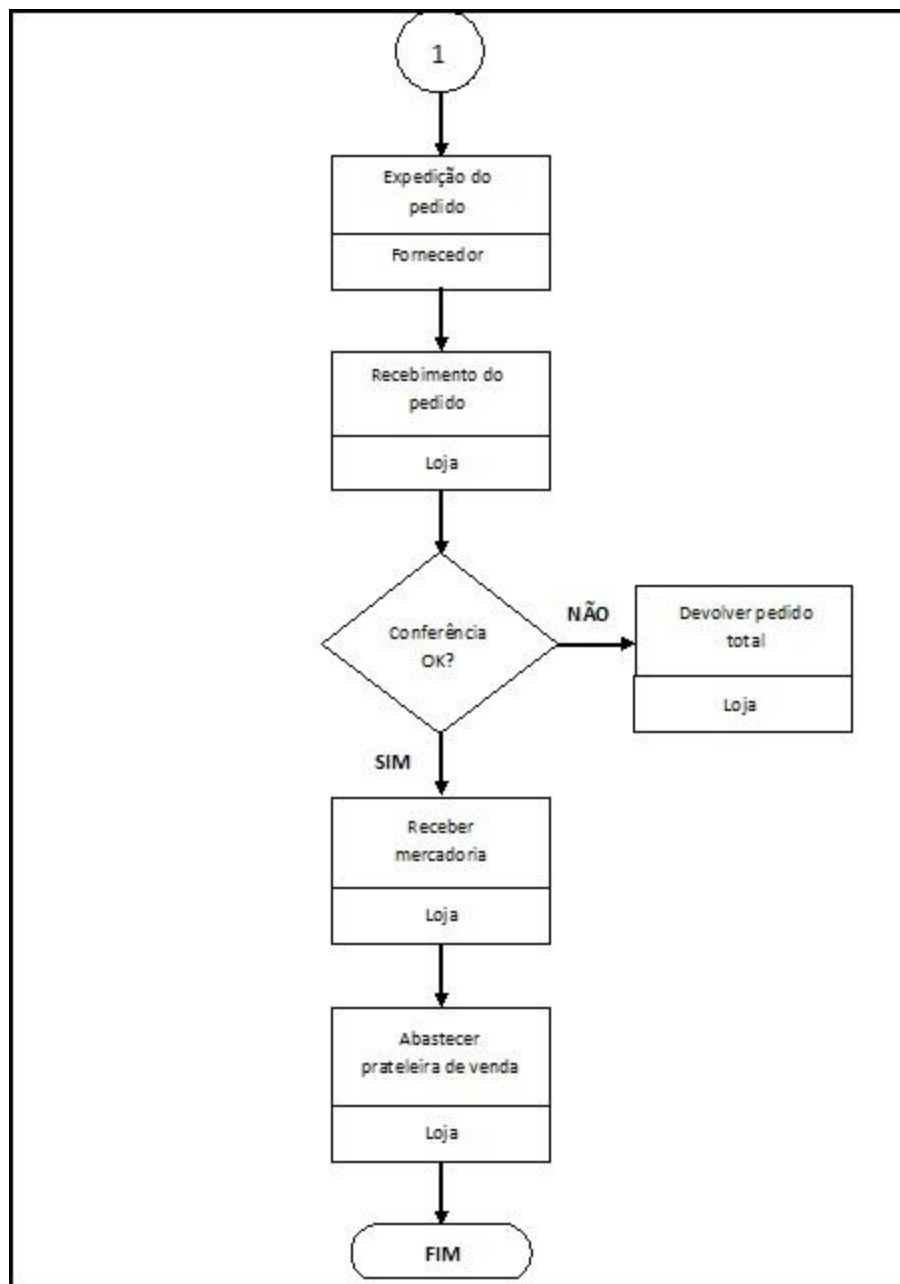 1
Expedição do
pedido
Fornecedor
Recebimento do
pedido
Loja
Conferência
OK?
NÃO
Devolver pedido
total
Loja
SIM
Receber
mercadoria
Loja
Abastecer
prateleira de venda
Loja
FIM